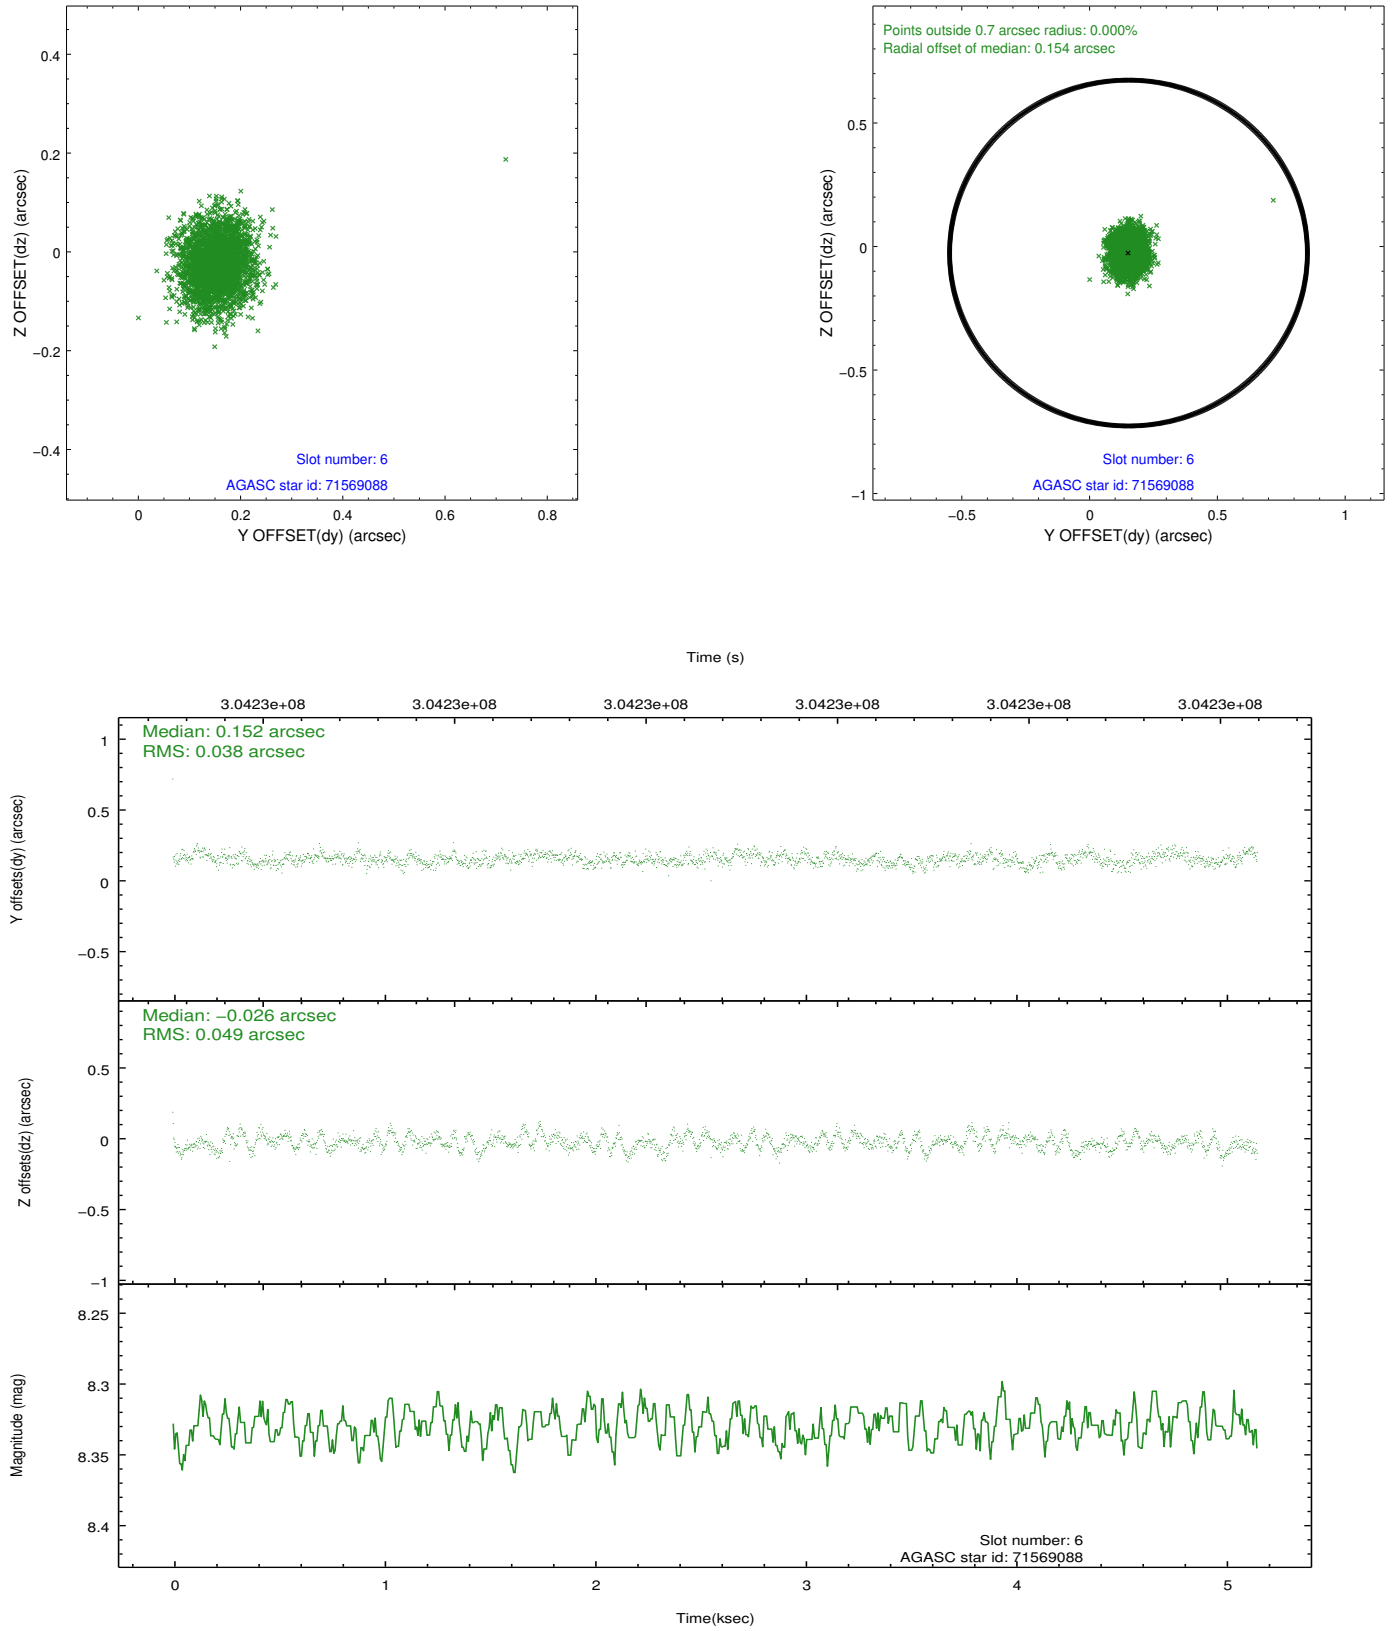 0.4
0.2
0
−0.2
−0.4
Z OFFSET(dz) (arcsec)
Slot number: 6
AGASC star id: 71569088
0 0.2 0.4 0.6 0.8
Y OFFSET(dy) (arcsec)
Points outside 0.7 arcsec radius: 0.000%
Radial offset of median: 0.154 arcsec
0.5
0
−0.5
−1
Z OFFSET(dz) (arcsec)
Slot number: 6
AGASC star id: 71569088
−0.5 0 0.5 1
Y OFFSET(dy) (arcsec)
Time (s)
3.0423e+08 3.0423e+08 3.0423e+08 3.0423e+08 3.0423e+08 3.0423e+08
Median: 0.152 arcsec
RMS: 0.038 arcsec
1
0.5
0
−0.5
Y offsets(dy) (arcsec)
Median: −0.026 arcsec
RMS: 0.049 arcsec
0.5
0
−0.5
−1
Z offsets(dz) (arcsec)
8.25
8.3
8.35
8.4
Magnitude (mag)
Slot number: 6
AGASC star id: 71569088
0 1 2 3 4 5
Time(ksec)